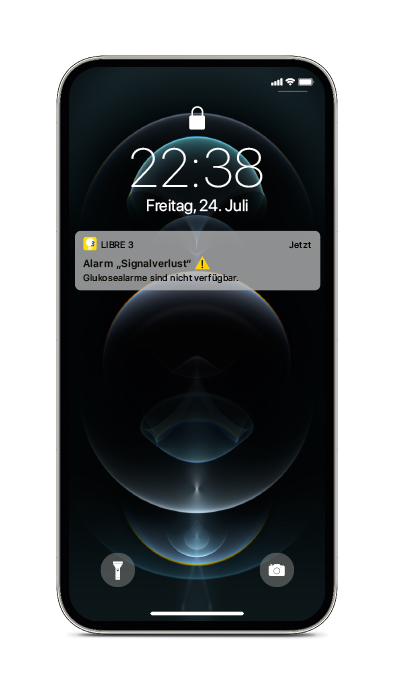 22:38
Freitag, 24. Juli
LIBRE 3 Jetzt
Alarm „Signalverlust“ ⚠️
Glukosealarme sind nicht verfügbar.